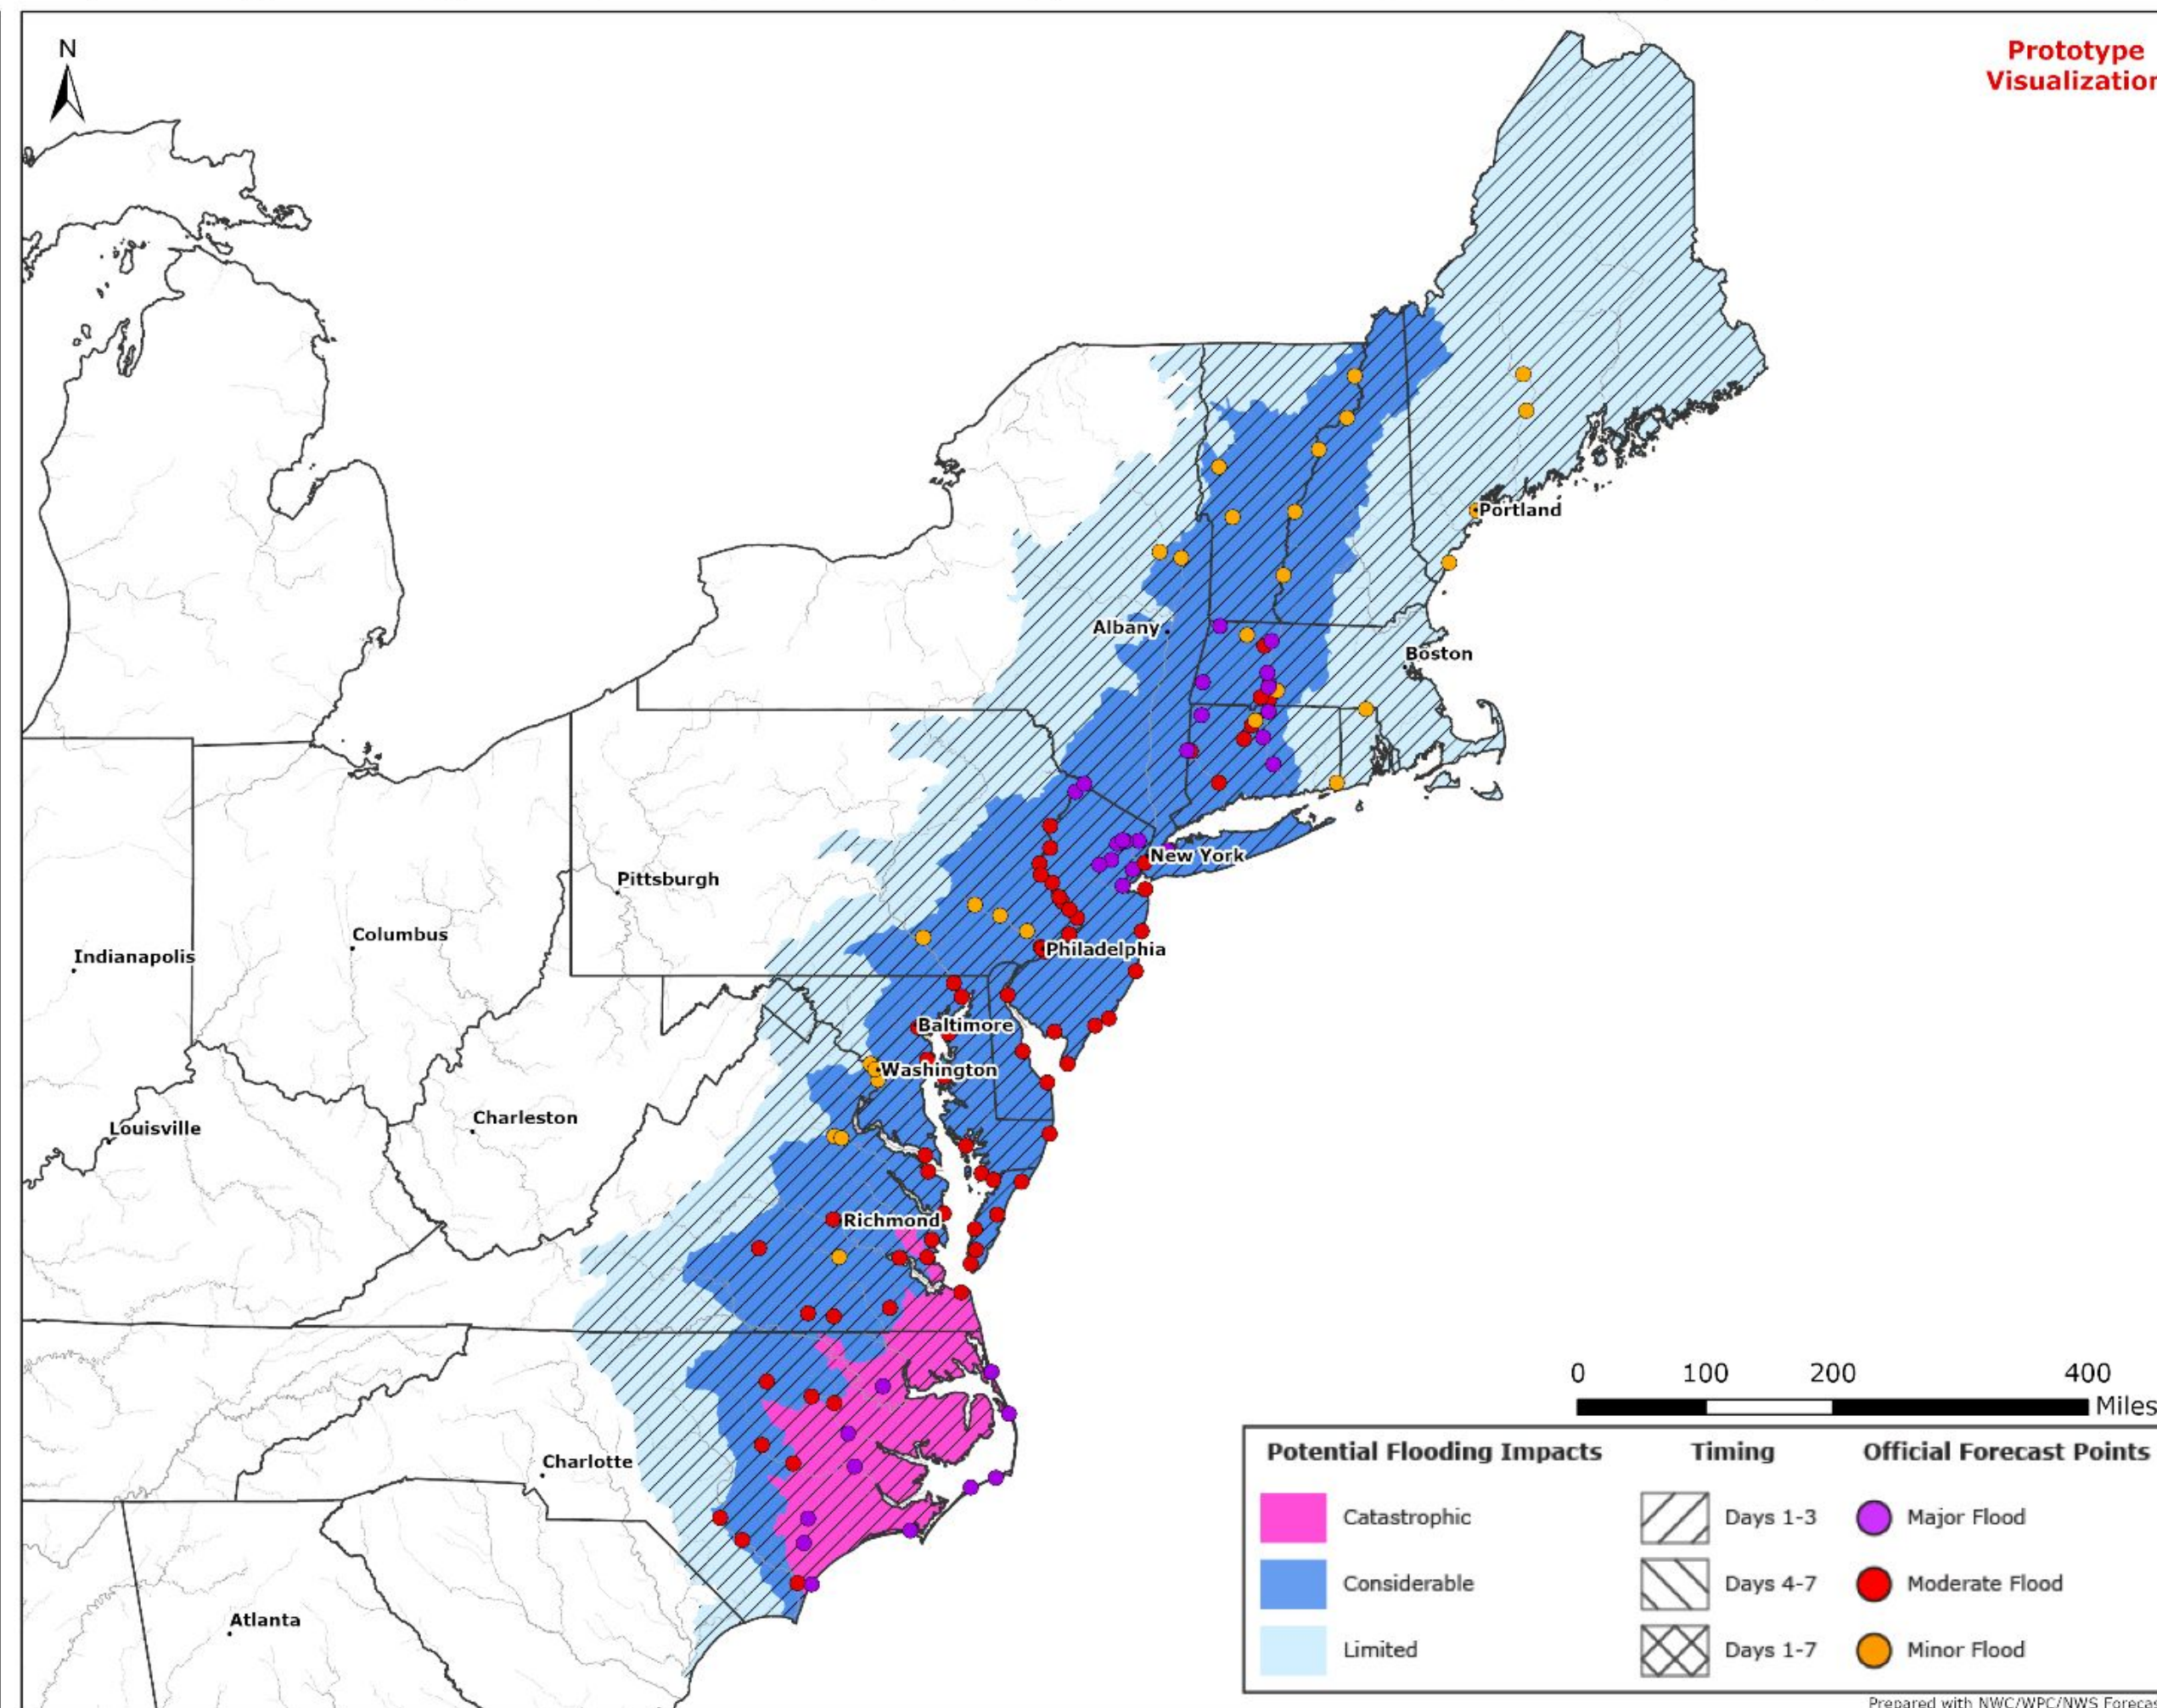 N
Prototype
Visualization
Portland
Albany
Boston
New York
Pittsburgh
Columbus
Philadelphia
Indianapolis
Baltimore
Washington
Charleston
Louisville
Richmond
Charlotte
Atlanta
0 100 200 400
Miles
Potential Flooding Impacts Timing Official Forecast Points
Catastrophic Days 1-3 Major Flood
Considerable Days 4-7 Moderate Flood
Limited Days 1-7 Minor Flood
Prepared with NWC/WPC/NWS Forecas